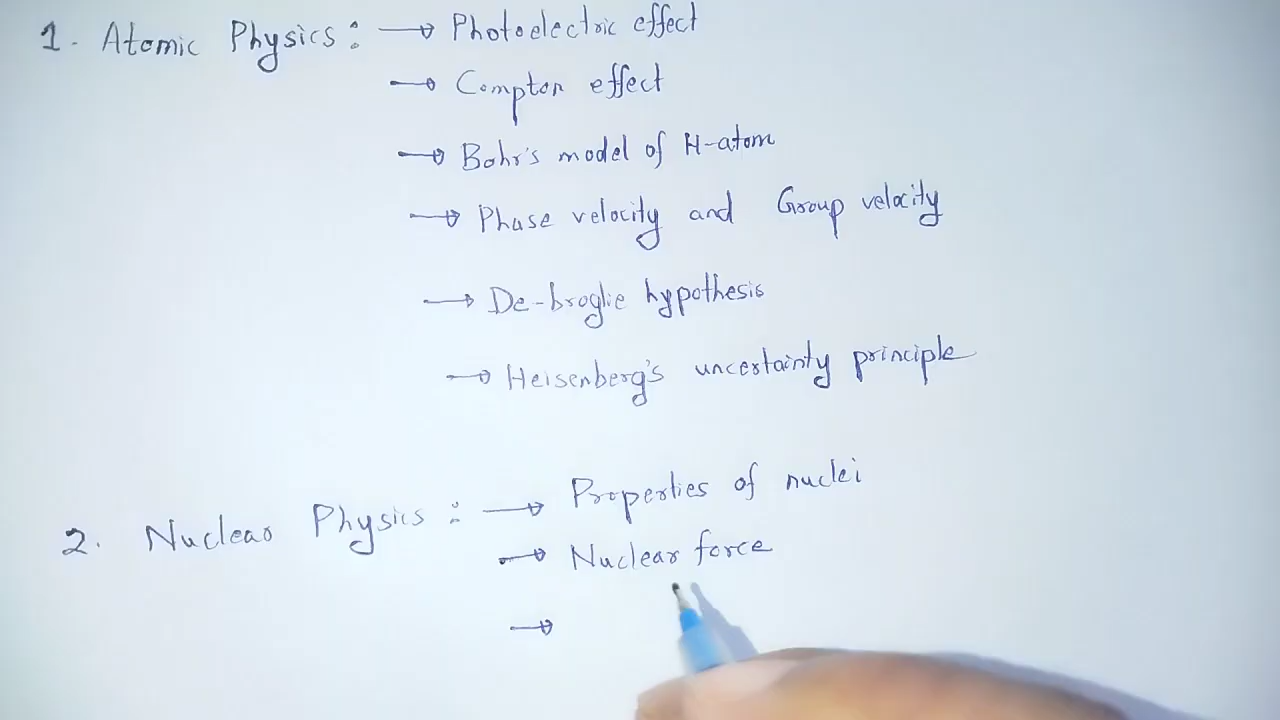 1. Atomic Physics : → Photoelectric effect
→ Compton effect
→ Bohr's model of H-atom
→ Phase velocity and Group velocity
→ De-broglie hypothesis
→ Heisenberg's uncertainty principle
2. Nuclear Physics : → Properties of nuclei
→ Nuclear force
→